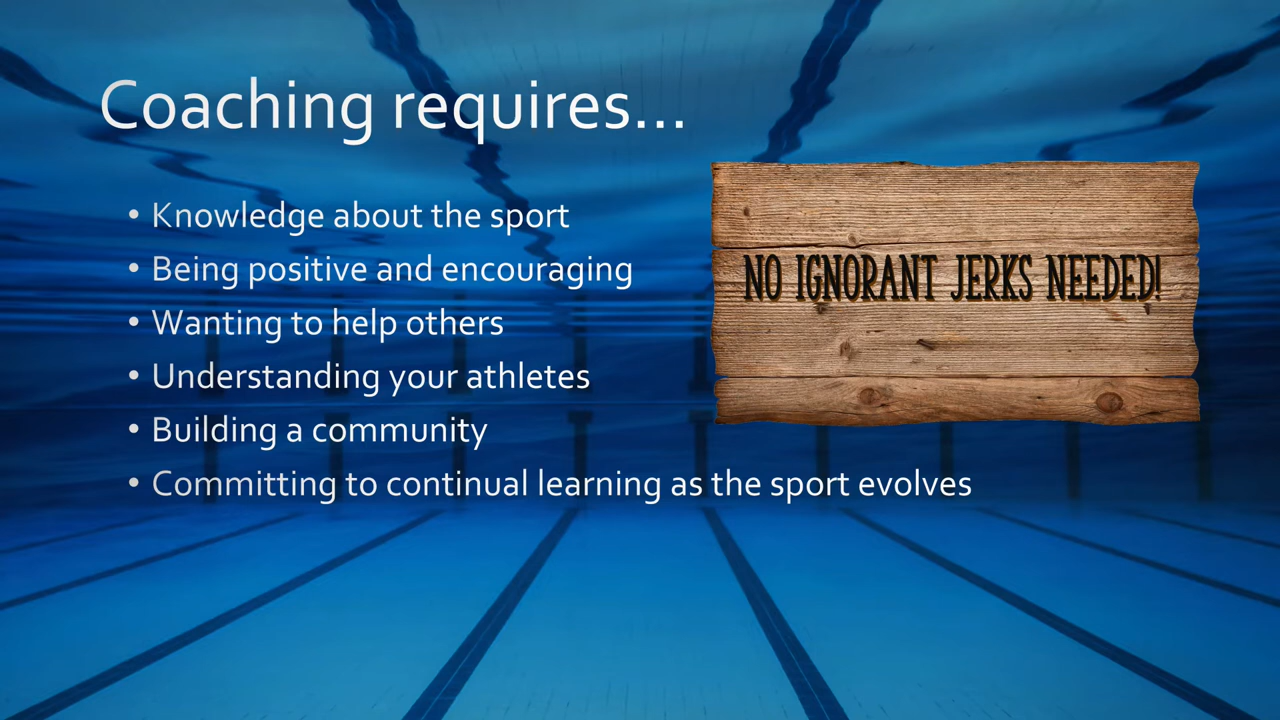 Coaching requires...
• Knowledge about the sport
• Being positive and encouraging
• Wanting to help others
• Understanding your athletes
• Building a community
• Committing to continual learning as the sport evolves
NO IGNORANT JERKS NEEDED!